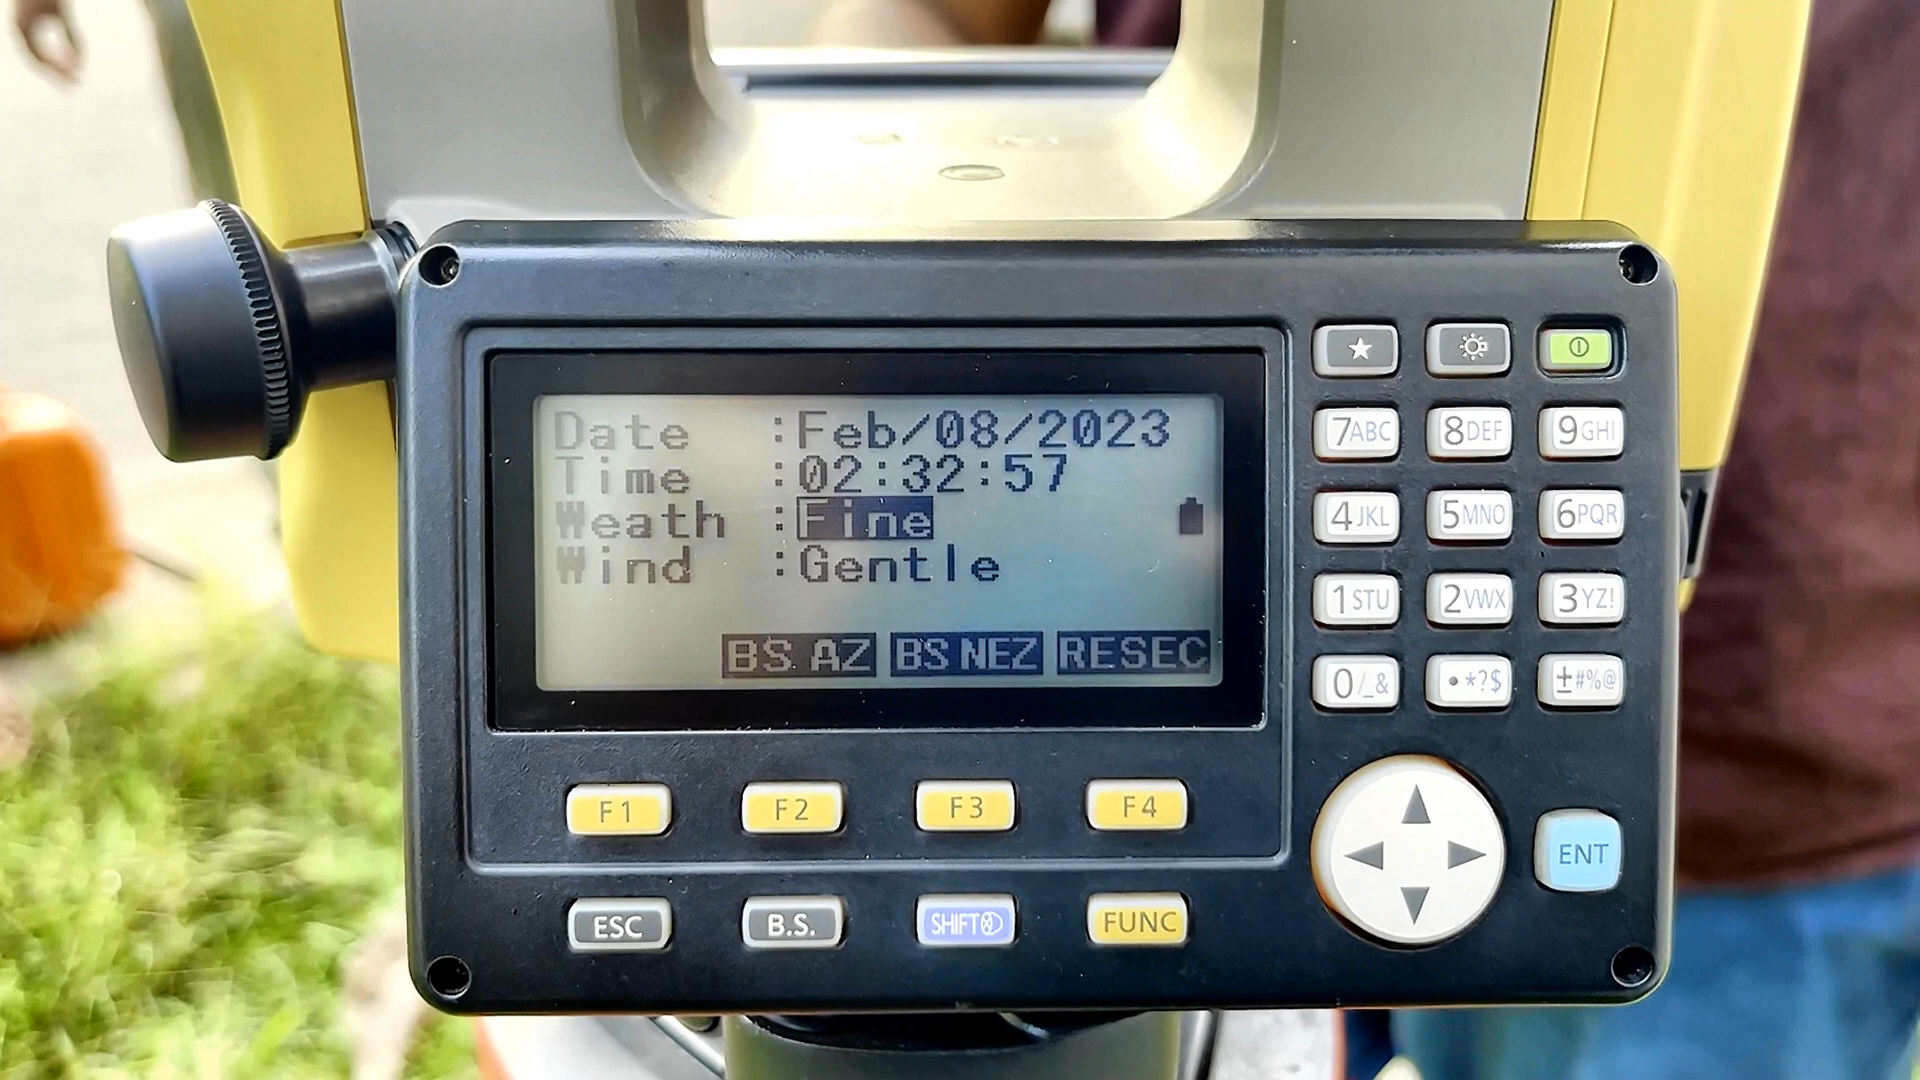 Date :Feb/08/2023
Time :02:32:57
Weath :Fine
Wind :Gentle
BS AZ BS NEZ RESEC
7ABC 8DEF 9GHI
4JKL 5MNO 6PQR
1STU 2VWX 3YZ!
0/_& •*?$ ±#%@
F1 F2 F3 F4
ENT
ESC B.S. SHIFT FUNC